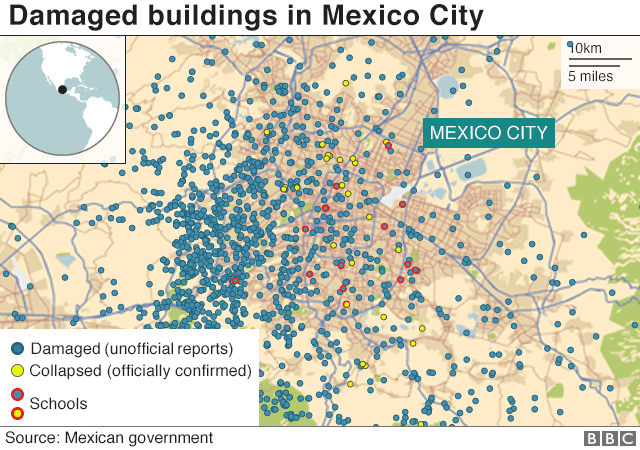 Damaged buildings in Mexico City
10km
5 miles
MEXICO CITY
Damaged (unofficial reports)
Collapsed (officially confirmed)
Schools
Source: Mexican government
BBC